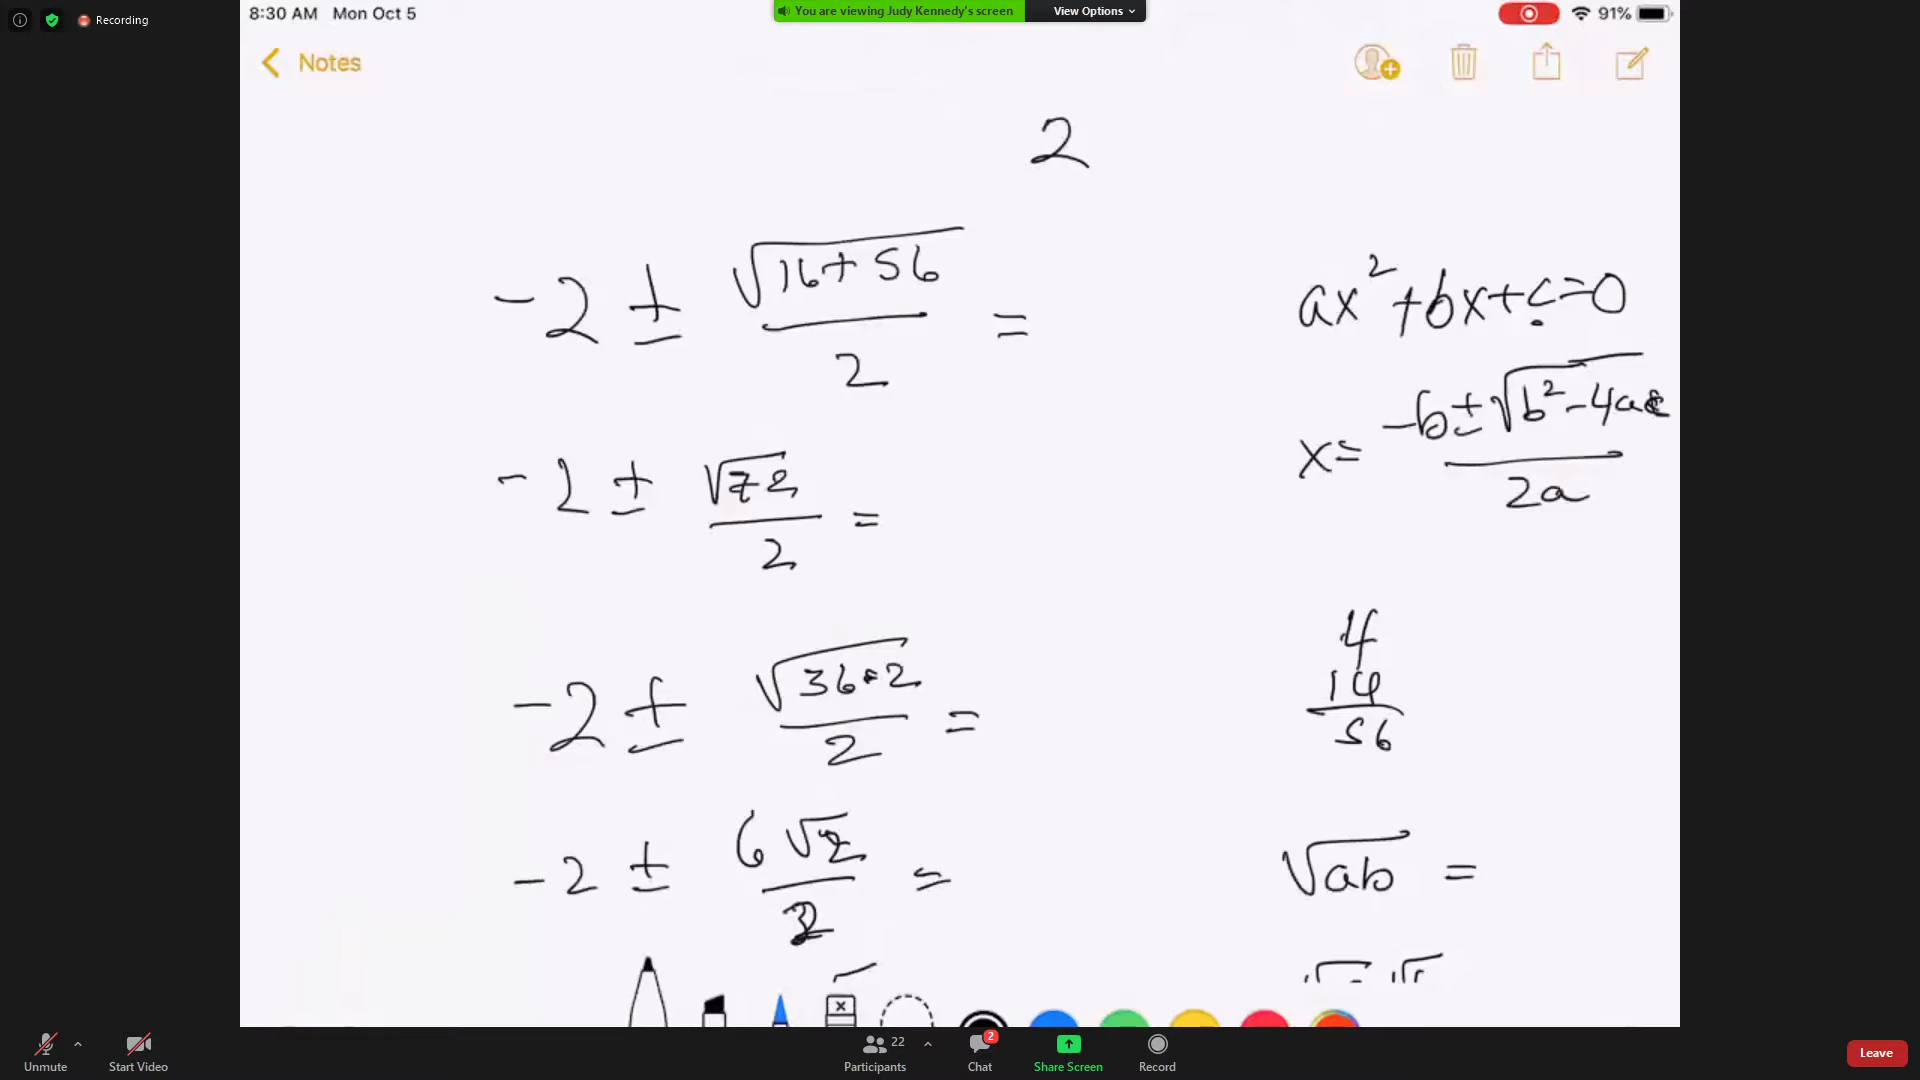 Recording
8:30 AM Mon Oct 5
You are viewing Judy Kennedy's screen View Options
91%
Notes
2
-2 ± √(16+56)/2 =
ax² + bx + c = 0
x = (-b ± √(b² - 4ac))/2a
-2 ± √72/2 =
-2 ± √(36·2)/2 =
4
14
56
-2 ± 6√2/2 =
√ab =
Unmute
Start Video
22
Participants
2
Chat
Share Screen
Record
Leave